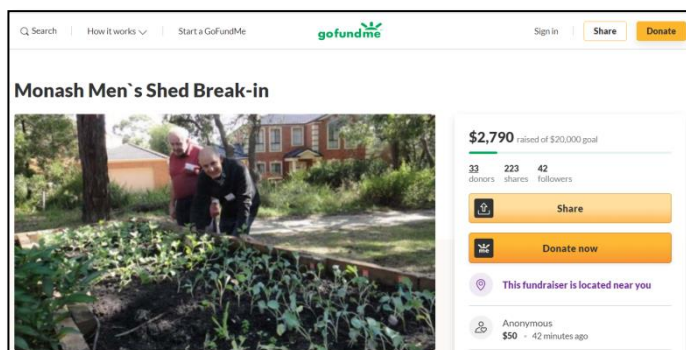 Search
How it works
Start a GoFundMe
gofundme
Sign in
Share
Donate
Monash Men`s Shed Break-in
$2,790 raised of $20,000 goal
33 223 42
donors shares followers
Share
me Donate now
This fundraiser is located near you
Anonymous
$50 • 42 minutes ago